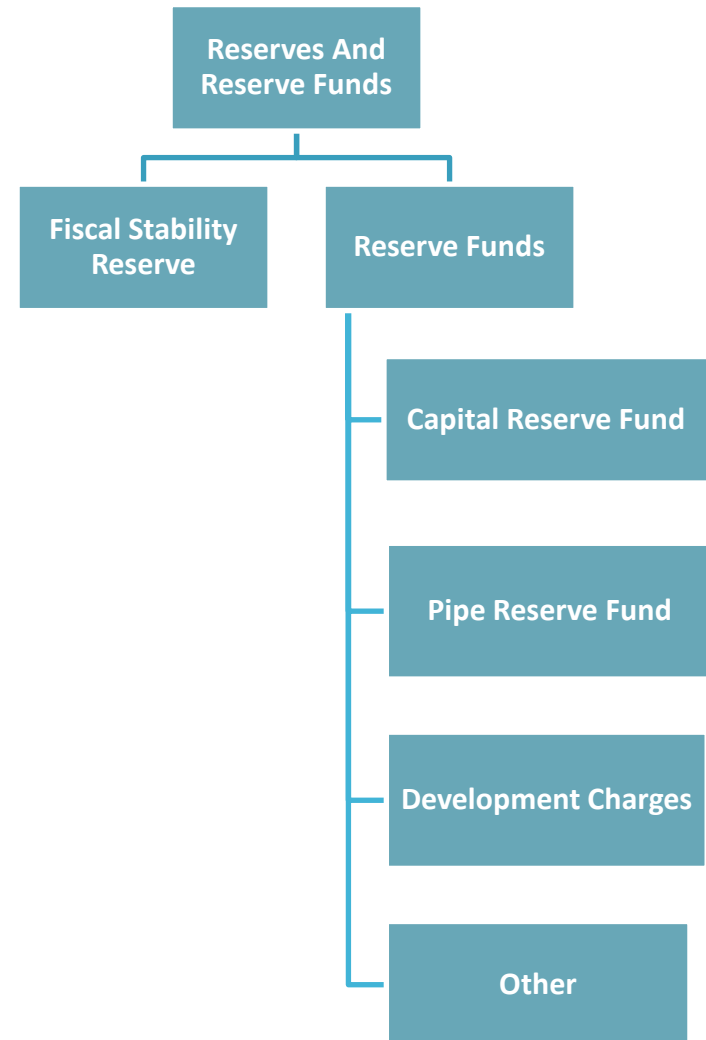 Reserves And
Reserve Funds
Fiscal Stability
Reserve
Reserve Funds
Capital Reserve Fund
Pipe Reserve Fund
Development Charges
Other